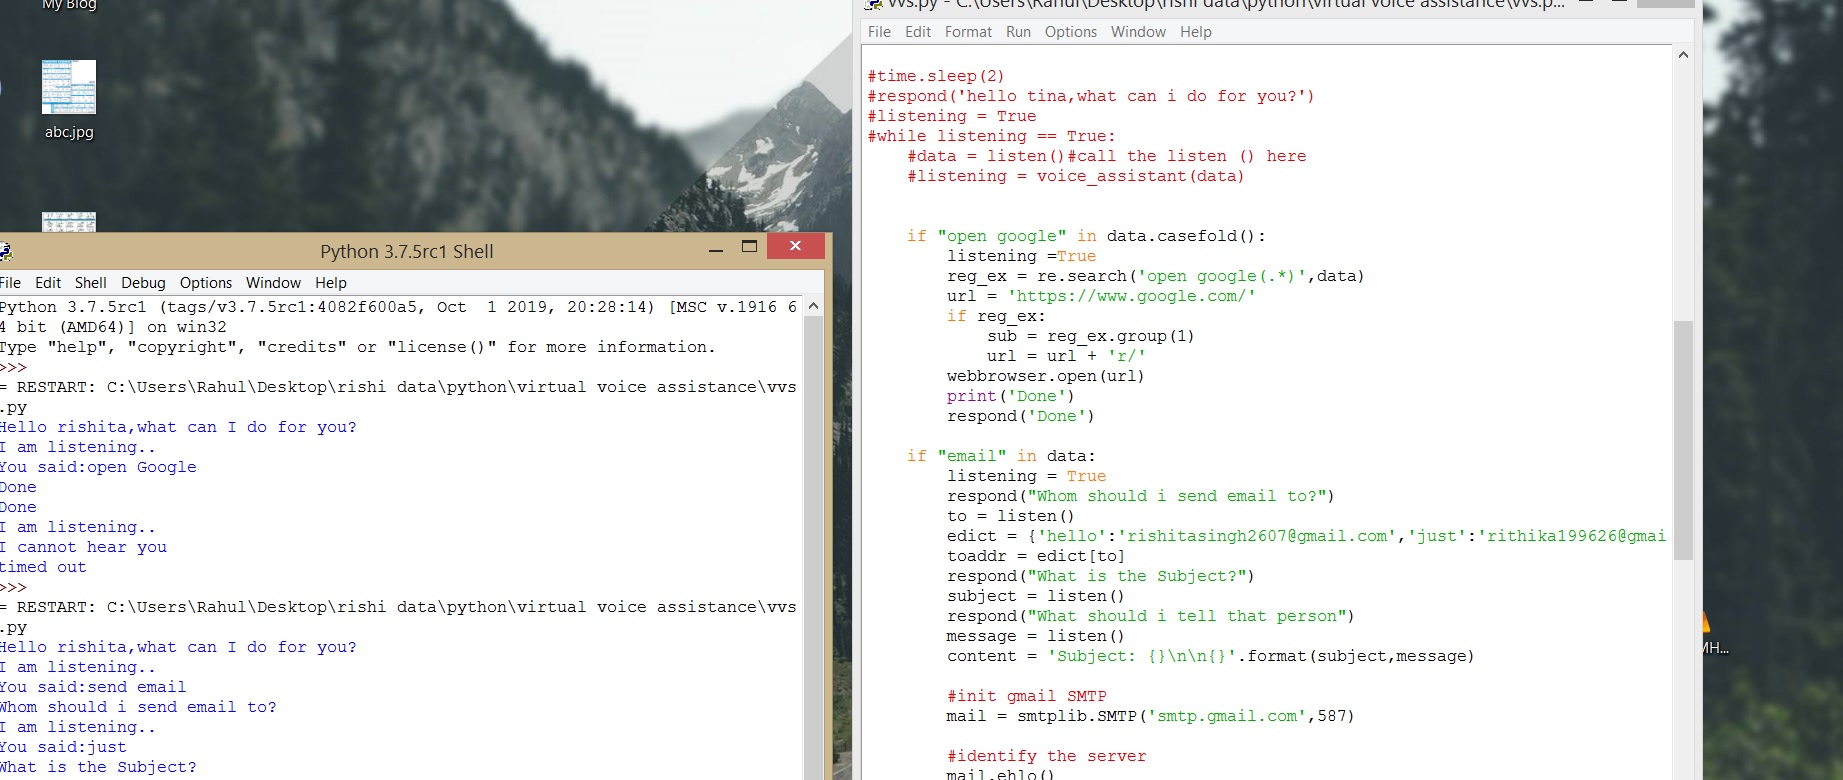 My Blog
abc.jpg
Python 3.7.5rc1 Shell
File Edit Shell Debug Options Window Help
Python 3.7.5rc1 (tags/v3.7.5rc1:4082f600a5, Oct  1 2019, 20:28:14) [MSC v.1916 6
4 bit (AMD64)] on win32
Type "help", "copyright", "credits" or "license()" for more information.
>>>
= RESTART: C:\Users\Rahul\Desktop\rishi data\python\virtual voice assistance\vvs
.py
Hello rishita,what can I do for you?
I am listening..
You said:open Google
Done
Done
I am listening..
I cannot hear you
timed out
>>>
= RESTART: C:\Users\Rahul\Desktop\rishi data\python\virtual voice assistance\vvs
.py
Hello rishita,what can I do for you?
I am listening..
You said:send email
Whom should i send email to?
I am listening..
You said:just
What is the Subject?
vvs.py - C:\Users\Rahul\Desktop\rishi data\python\virtual voice assistance\vvs.p...
File Edit Format Run Options Window Help
#time.sleep(2)
#respond('hello tina,what can i do for you?')
#listening = True
#while listening == True:
    #data = listen()#call the listen () here
    #listening = voice_assistant(data)
    if "open google" in data.casefold():
        listening =True
        reg_ex = re.search('open google(.*)',data)
        url = 'https://www.google.com/'
        if reg_ex:
            sub = reg_ex.group(1)
            url = url + 'r/'
        webbrowser.open(url)
        print('Done')
        respond('Done')
    if "email" in data:
        listening = True
        respond("Whom should i send email to?")
        to = listen()
        edict = {'hello':'rishitasingh2607@gmail.com','just':'rithika199626@gmai
        toaddr = edict[to]
        respond("What is the Subject?")
        subject = listen()
        respond("What should i tell that person")
        message = listen()
        content = 'Subject: {}\n\n{}'.format(subject,message)
        #init gmail SMTP
        mail = smtplib.SMTP('smtp.gmail.com',587)
        #identify the server
        mail.ehlo()
MH...